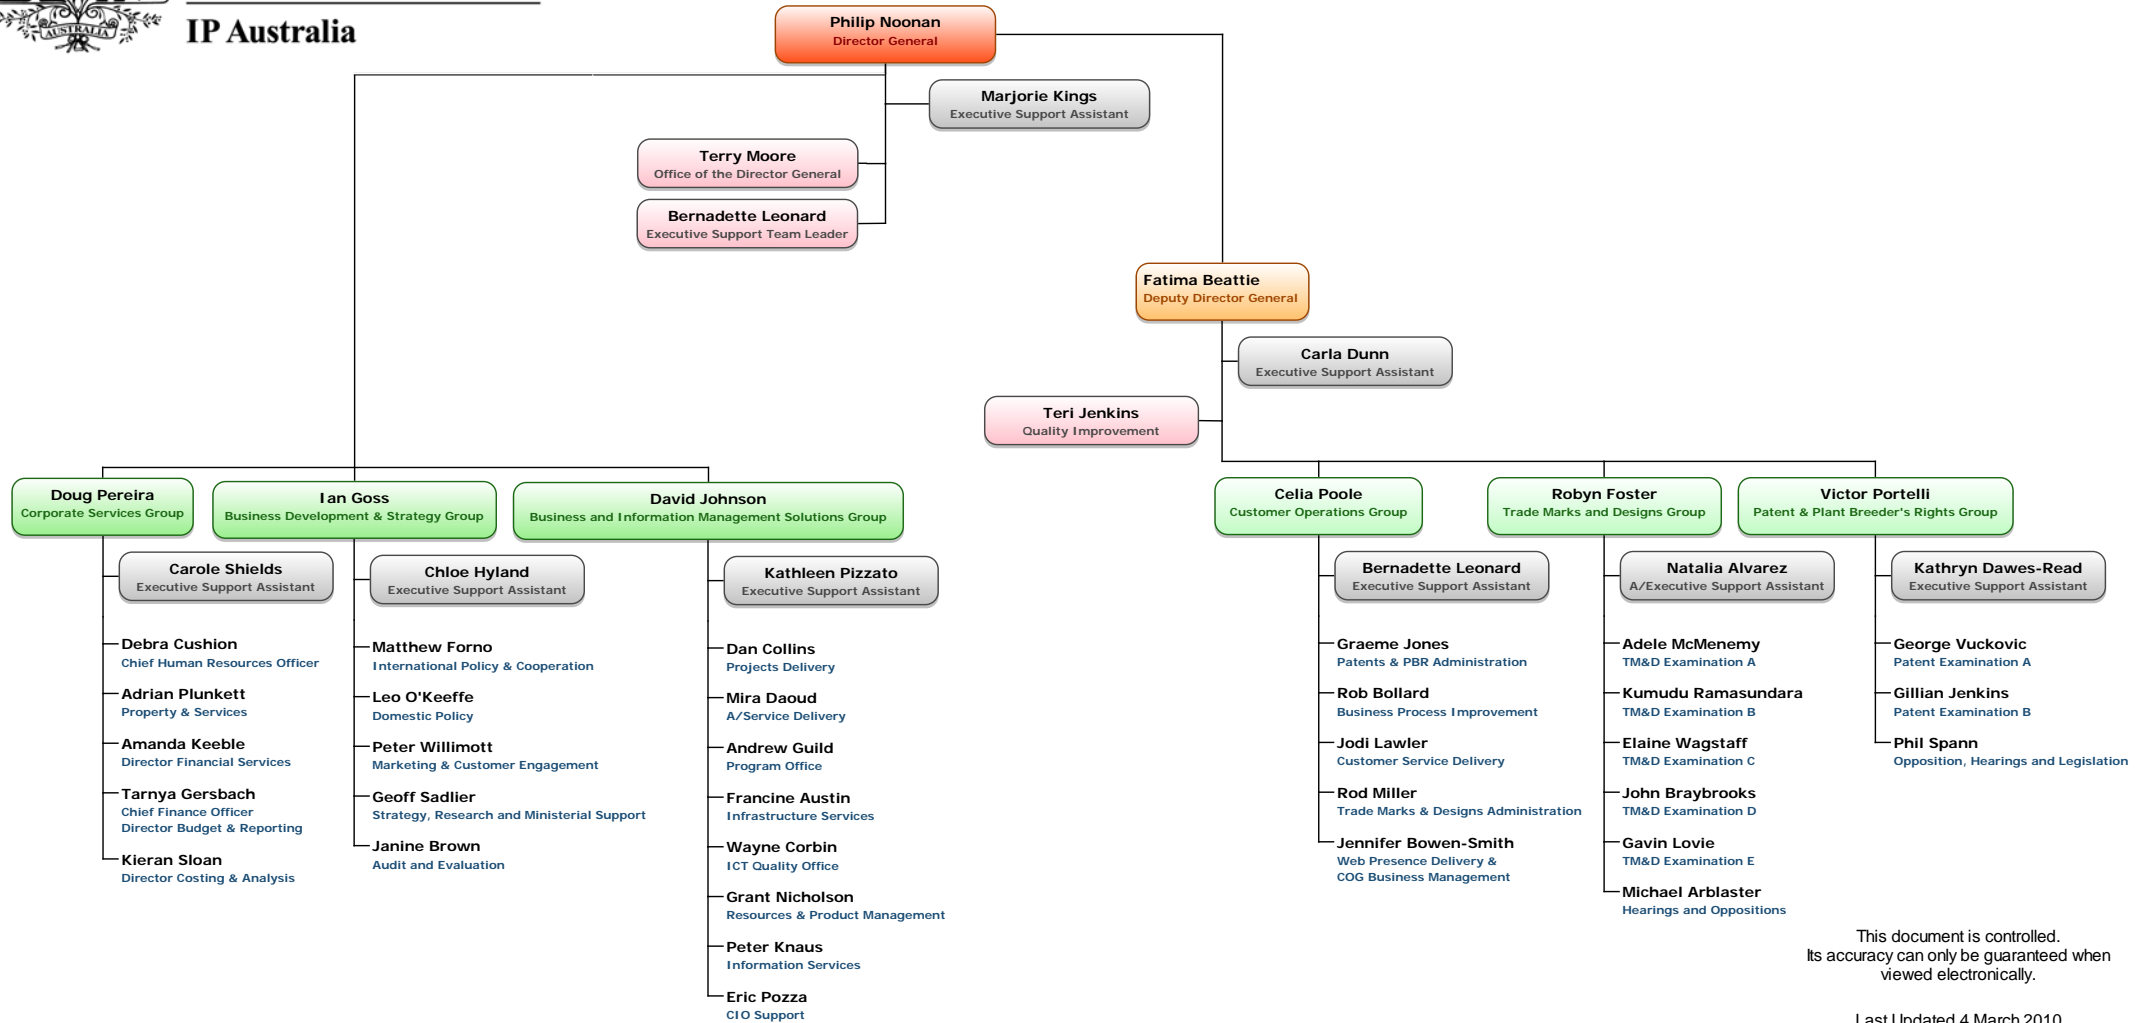 AUSTRALIA
IP Australia
Philip Noonan
Director General
Marjorie Kings
Executive Support Assistant
Terry Moore
Office of the Director General
Bernadette Leonard
Executive Support Team Leader
Fatima Beattie
Deputy Director General
Carla Dunn
Executive Support Assistant
Teri Jenkins
Quality Improvement
Doug Pereira
Corporate Services Group
Carole Shields
Executive Support Assistant
Debra Cushion
Chief Human Resources Officer
Adrian Plunkett
Property & Services
Amanda Keeble
Director Financial Services
Tarnya Gersbach
Chief Finance Officer
Director Budget & Reporting
Kieran Sloan
Director Costing & Analysis
Ian Goss
Business Development & Strategy Group
Chloe Hyland
Executive Support Assistant
Matthew Forno
International Policy & Cooperation
Leo O'Keeffe
Domestic Policy
Peter Willimott
Marketing & Customer Engagement
Geoff Sadlier
Strategy, Research and Ministerial Support
Janine Brown
Audit and Evaluation
David Johnson
Business and Information Management Solutions Group
Kathleen Pizzato
Executive Support Assistant
Dan Collins
Projects Delivery
Mira Daoud
A/Service Delivery
Andrew Guild
Program Office
Francine Austin
Infrastructure Services
Wayne Corbin
ICT Quality Office
Grant Nicholson
Resources & Product Management
Peter Knaus
Information Services
Eric Pozza
CIO Support
Celia Poole
Customer Operations Group
Bernadette Leonard
Executive Support Assistant
Graeme Jones
Patents & PBR Administration
Rob Bollard
Business Process Improvement
Jodi Lawler
Customer Service Delivery
Rod Miller
Trade Marks & Designs Administration
Jennifer Bowen-Smith
Web Presence Delivery &
COG Business Management
Robyn Foster
Trade Marks and Designs Group
Natalia Alvarez
A/Executive Support Assistant
Adele McMenemy
TM&D Examination A
Kumudu Ramasundara
TM&D Examination B
Elaine Wagstaff
TM&D Examination C
John Braybrooks
TM&D Examination D
Gavin Lovie
TM&D Examination E
Michael Arblaster
Hearings and Oppositions
Victor Portelli
Patent & Plant Breeder's Rights Group
Kathryn Dawes-Read
Executive Support Assistant
George Vuckovic
Patent Examination A
Gillian Jenkins
Patent Examination B
Phil Spann
Opposition, Hearings and Legislation
This document is controlled.
Its accuracy can only be guaranteed when
viewed electronically.
Last Updated 4 March 2010